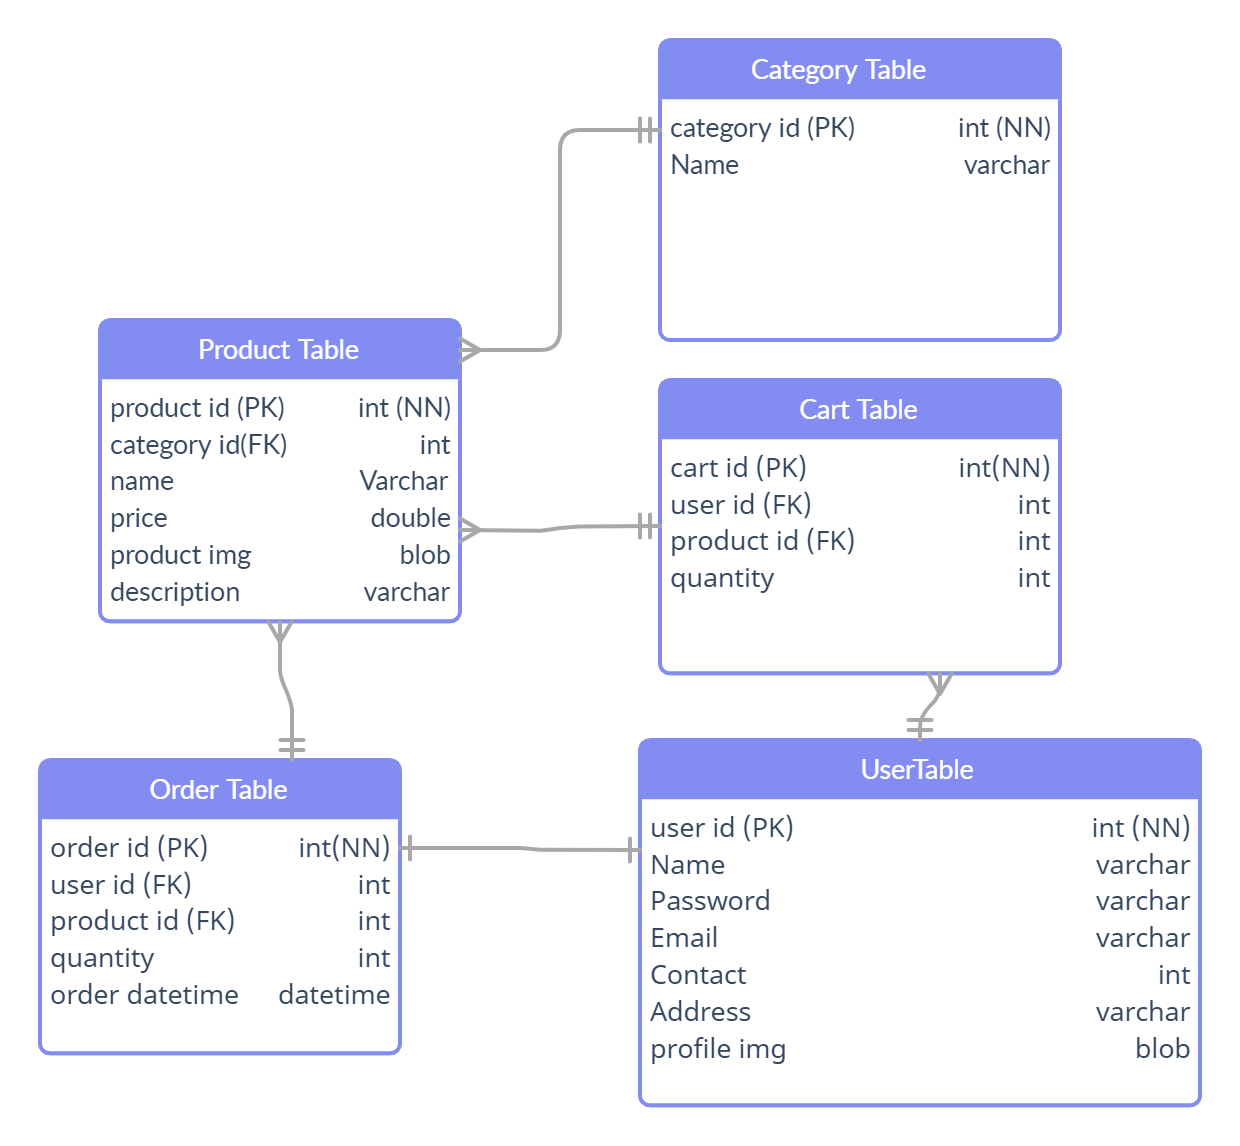 Category Table
category id (PK) int (NN)
Name varchar
Product Table
product id (PK) int (NN)
category id(FK) int
name Varchar
price double
product img blob
description varchar
Cart Table
cart id (PK) int(NN)
user id (FK) int
product id (FK) int
quantity int
Order Table
order id (PK) int(NN)
user id (FK) int
product id (FK) int
quantity int
order datetime datetime
UserTable
user id (PK) int (NN)
Name varchar
Password varchar
Email varchar
Contact int
Address varchar
profile img blob